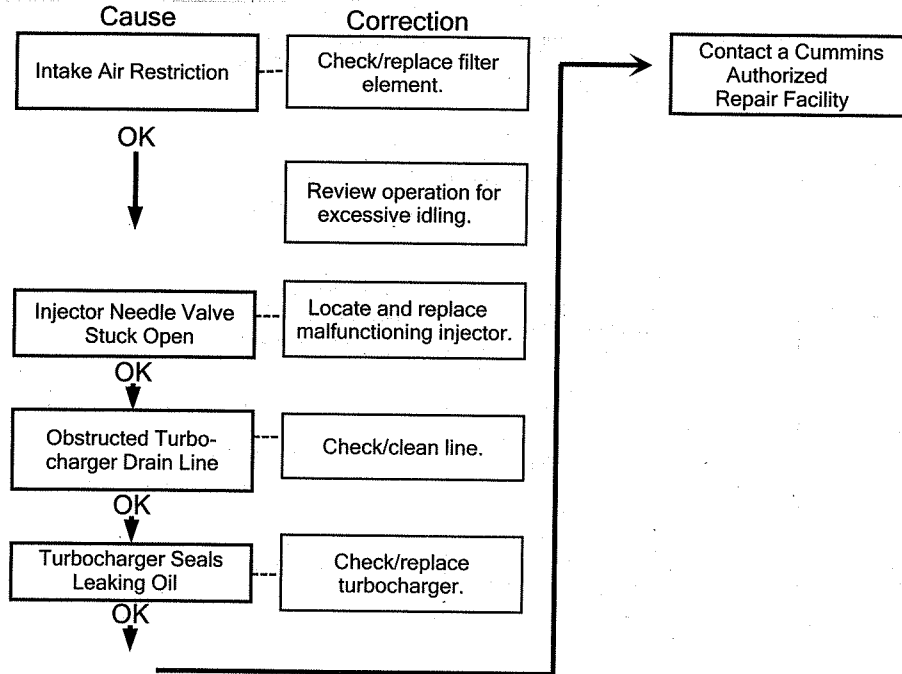 Cause
Correction
Intake Air Restriction
Check/replace filter
element.
OK
Review operation for
excessive idling.
Injector Needle Valve
Stuck Open
Locate and replace
malfunctioning injector.
OK
Obstructed Turbo-
charger Drain Line
Check/clean line.
OK
Turbocharger Seals
Leaking Oil
Check/replace
turbocharger.
OK
Contact a Cummins
Authorized
Repair Facility